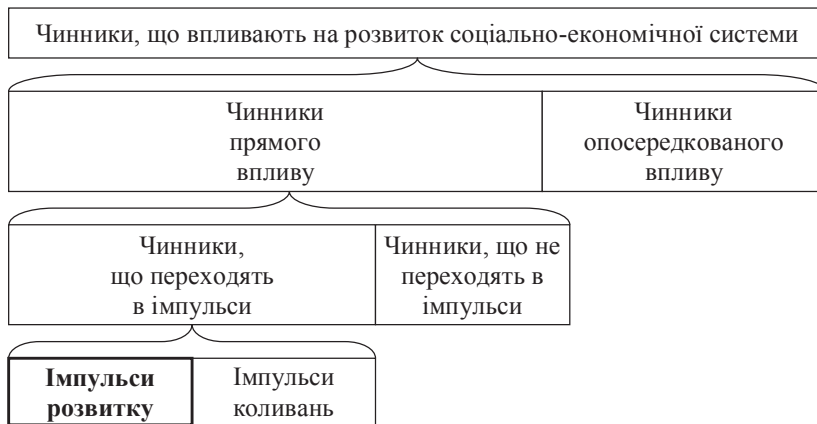 Чинники, що впливають на розвиток соціально-економічної системи
Чинники
прямого
впливу
Чинники
опосередкованого
впливу
Чинники,
що переходять
в імпульси
Чинники, що не
переходять в
імпульси
Імпульси
розвитку
Імпульси
коливань